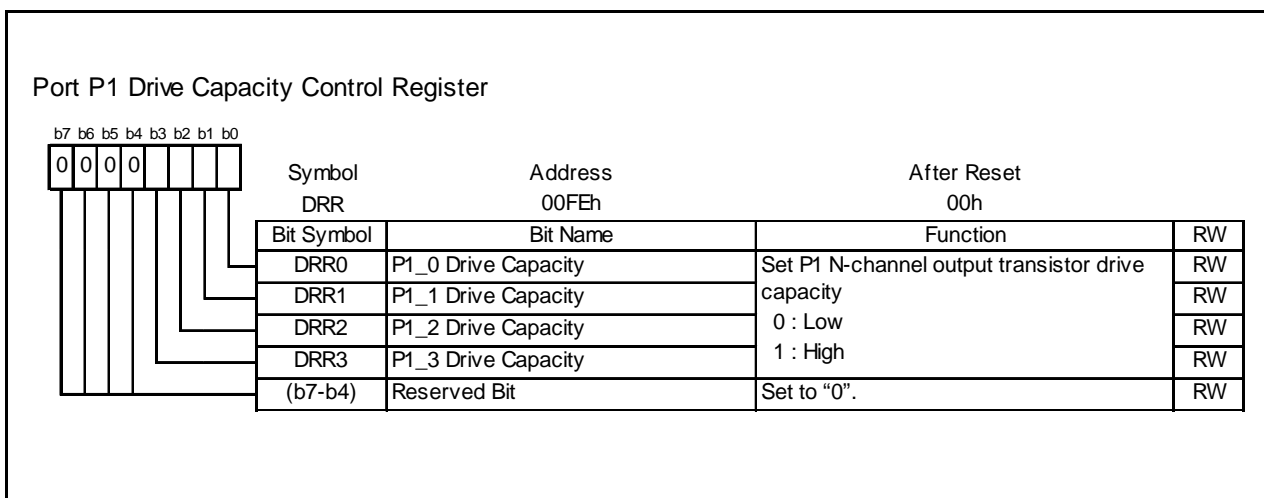 Port P1 Drive Capacity Control Register
b7 b6 b5 b4 b3 b2 b1 b0
0 0 0 0
Symbol Address After Reset
DRR 00FEh 00h
Bit Symbol Bit Name Function RW
DRR0 P1_0 Drive Capacity Set P1 N-channel output transistor drive RW
DRR1 P1_1 Drive Capacity capacity RW
DRR2 P1_2 Drive Capacity 0 : Low RW
DRR3 P1_3 Drive Capacity 1 : High RW
(b7-b4) Reserved Bit Set to “0”. RW